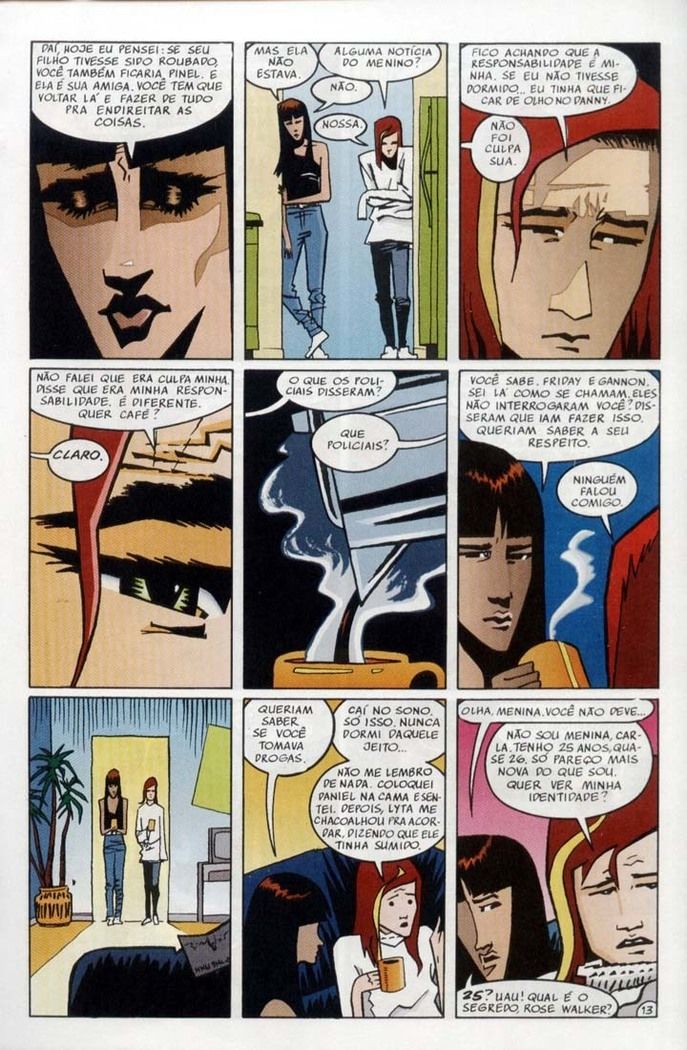 DAÍ, HOJE EU PENSEI: SE SEU
FILHO TIVESSE SIDO ROUBADO,
VOCÊ TAMBÉM FICARIA PINEL. E
ELA É SUA AMIGA. VOCÊ TEM QUE
VOLTAR LÁ E FAZER DE TUDO
PRA ENDIREITAR AS
COISAS.
MAS ELA
NÃO
ESTAVA.
ALGUMA NOTÍCIA
DO MENINO?
NÃO.
NOSSA.
FICO ACHANDO QUE A
RESPONSABILIDADE É MI-
NHA. SE EU NÃO TIVESSE
DORMIDO... EU TINHA QUE FI-
CAR DE OLHO NO DANNY.
NÃO
FOI
CULPA
SUA.
NÃO FALEI QUE ERA CULPA MINHA.
DISSE QUE ERA MINHA RESPON-
SABILIDADE. É DIFERENTE.
QUER CAFÉ?
CLARO.
O QUE OS POLI-
CIAIS DISSERAM?
QUE
POLICIAIS?
VOCÊ SABE, FRIDAY E GANNON,
SEI LÁ COMO SE CHAMAM. ELES
NÃO INTERROGARAM VOCÊ? DIS-
SERAM QUE IAM FAZER ISSO.
QUERIAM SABER A SEU
RESPEITO.
NINGUÉM
FALOU
COMIGO.
QUERIAM
SABER
SE VOCÊ
TOMAVA
DROGAS.
CAÍ NO SONO,
SÓ ISSO. NUNCA
DORMI DAQUELE
JEITO...
NÃO ME LEMBRO
DE NADA. COLOQUEI
DANIEL NA CAMA E SEN-
TEI. DEPOIS, LYTA ME
CHACOALHOU PRA ACOR-
DAR, DIZENDO QUE ELE
TINHA SUMIDO.
OLHA, MENINA, VOCÊ NÃO DEVE...
NÃO SOU MENINA, CAR-
LA. TENHO 25 ANOS, QUA-
SE 26. SÓ PAREÇO MAIS
NOVA DO QUE SOU.
QUER VER MINHA
IDENTIDADE?
25? UAU! QUAL É O
SEGREDO, ROSE WALKER?
13